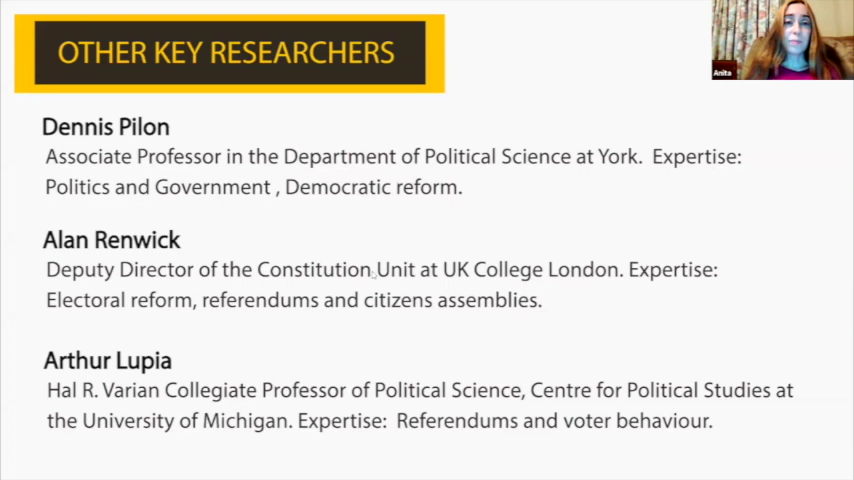 OTHER KEY RESEARCHERS
Anita
Dennis Pilon
Associate Professor in the Department of Political Science at York. Expertise:
Politics and Government , Democratic reform.
Alan Renwick
Deputy Director of the Constitution Unit at UK College London. Expertise:
Electoral reform, referendums and citizens assemblies.
Arthur Lupia
Hal R. Varian Collegiate Professor of Political Science, Centre for Political Studies at
the University of Michigan. Expertise: Referendums and voter behaviour.